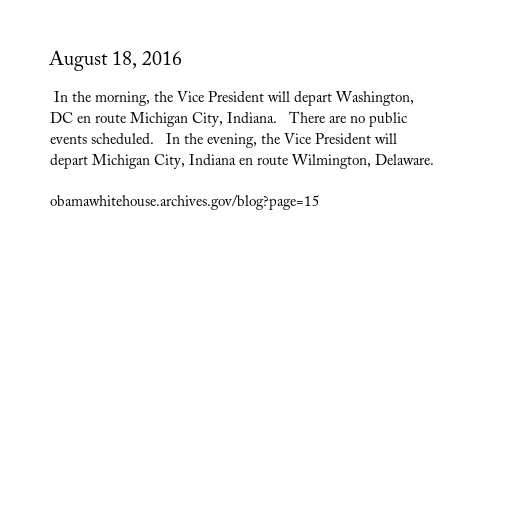 August 18, 2016
In the morning, the Vice President will depart Washington,
DC en route Michigan City, Indiana.   There are no public
events scheduled.   In the evening, the Vice President will
depart Michigan City, Indiana en route Wilmington, Delaware.
obamawhitehouse.archives.gov/blog?page=15